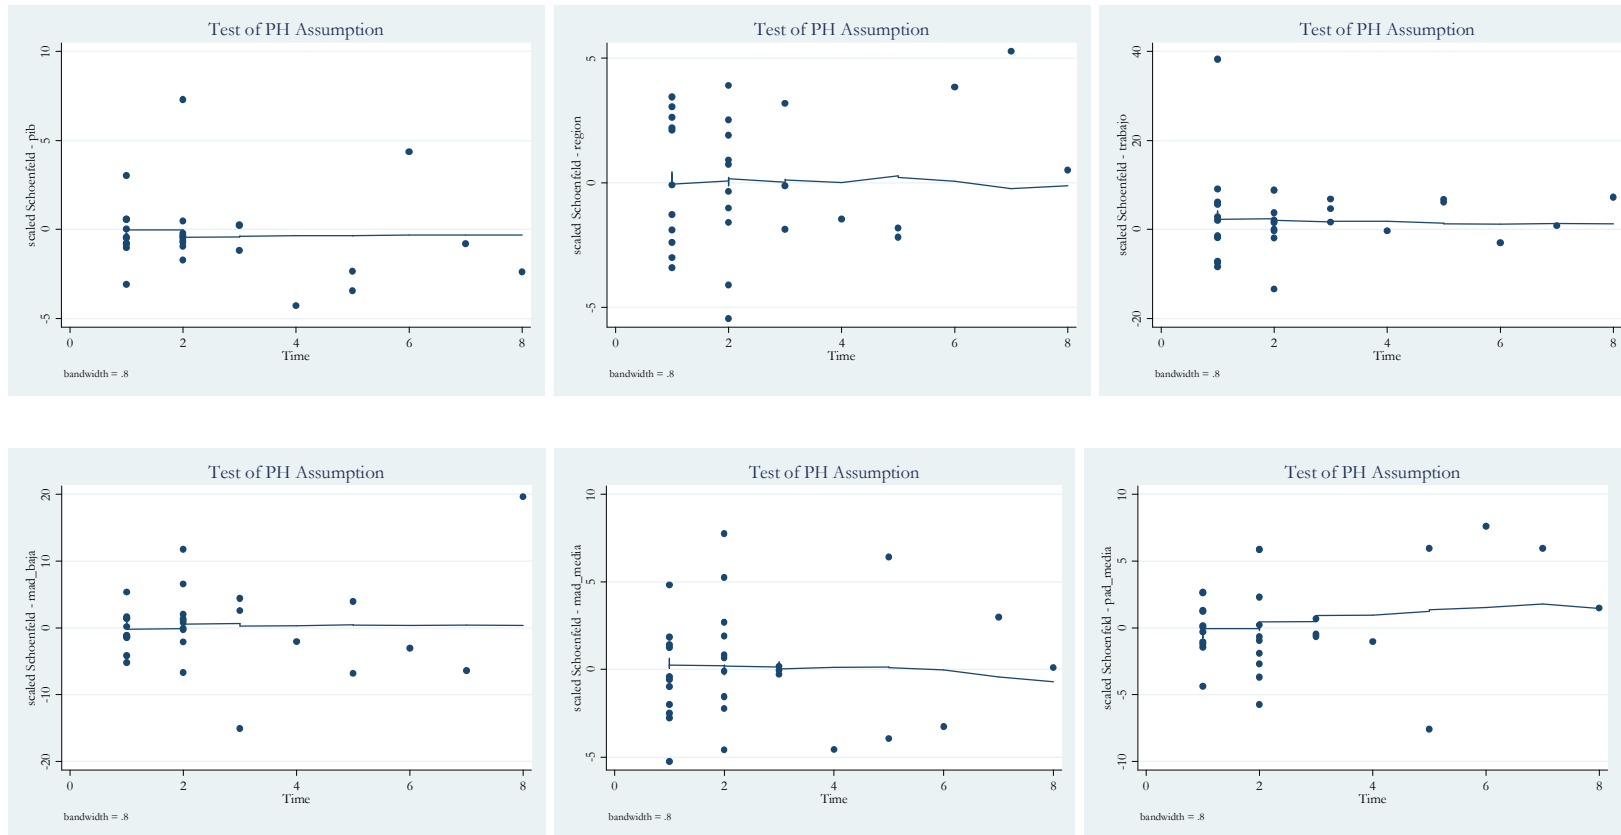 Test of PH Assumption
scaled Schoenfeld - pib
10
5
0
-5
0 2 4 6 8
Time
bandwidth = .8
Test of PH Assumption
scaled Schoenfeld - region
5
0
-5
0 2 4 6 8
Time
bandwidth = .8
Test of PH Assumption
scaled Schoenfeld - trabajo
40
20
0
-20
0 2 4 6 8
Time
bandwidth = .8
Test of PH Assumption
scaled Schoenfeld - mad_baja
20
10
0
-10
-20
0 2 4 6 8
Time
bandwidth = .8
Test of PH Assumption
scaled Schoenfeld - mad_media
10
5
0
-5
0 2 4 6 8
Time
bandwidth = .8
Test of PH Assumption
scaled Schoenfeld - pad_media
10
5
0
-5
-10
0 2 4 6 8
Time
bandwidth = .8